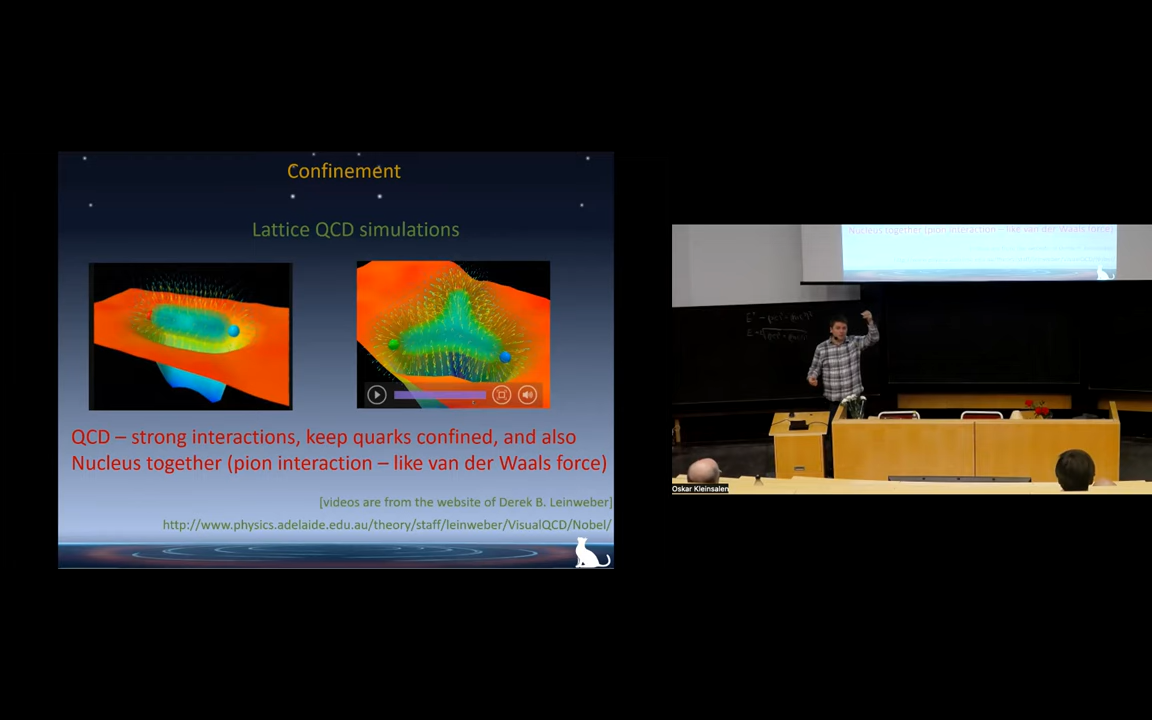 Confinement
Lattice QCD simulations
QCD – strong interactions, keep quarks confined, and also
Nucleus together (pion interaction – like van der Waals force)
[videos are from the website of Derek B. Leinweber]
http://www.physics.adelaide.edu.au/theory/staff/leinweber/VisualQCD/Nobel/
Nucleus together (pion interaction – like van der Waals force)
Oskar Kleinsalen